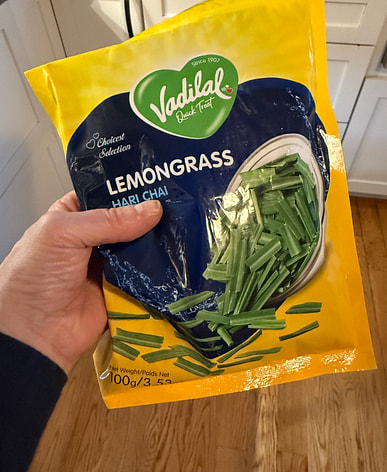 Since 1907
Vadilal
Quick Treat
Choicest
Selection
LEMONGRASS
HARI CHAI
Net Weight/Poids Net
100g/3.53